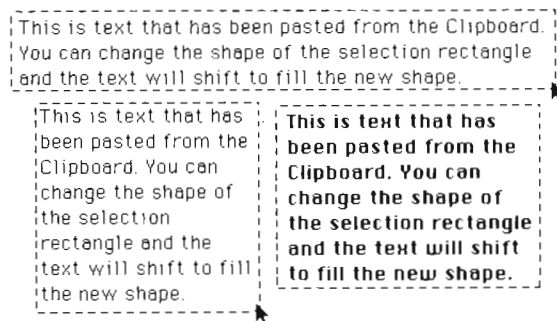 This is text that has been pasted from the Clipboard.
You can change the shape of the selection rectangle
and the text will shift to fill the new shape.
This is text that has
been pasted from the
Clipboard. You can
change the shape of
the selection
rectangle and the
text will shift to fill
the new shape.
This is text that has
been pasted from the
Clipboard. You can
change the shape of
the selection rectangle
and the text will shift
to fill the new shape.